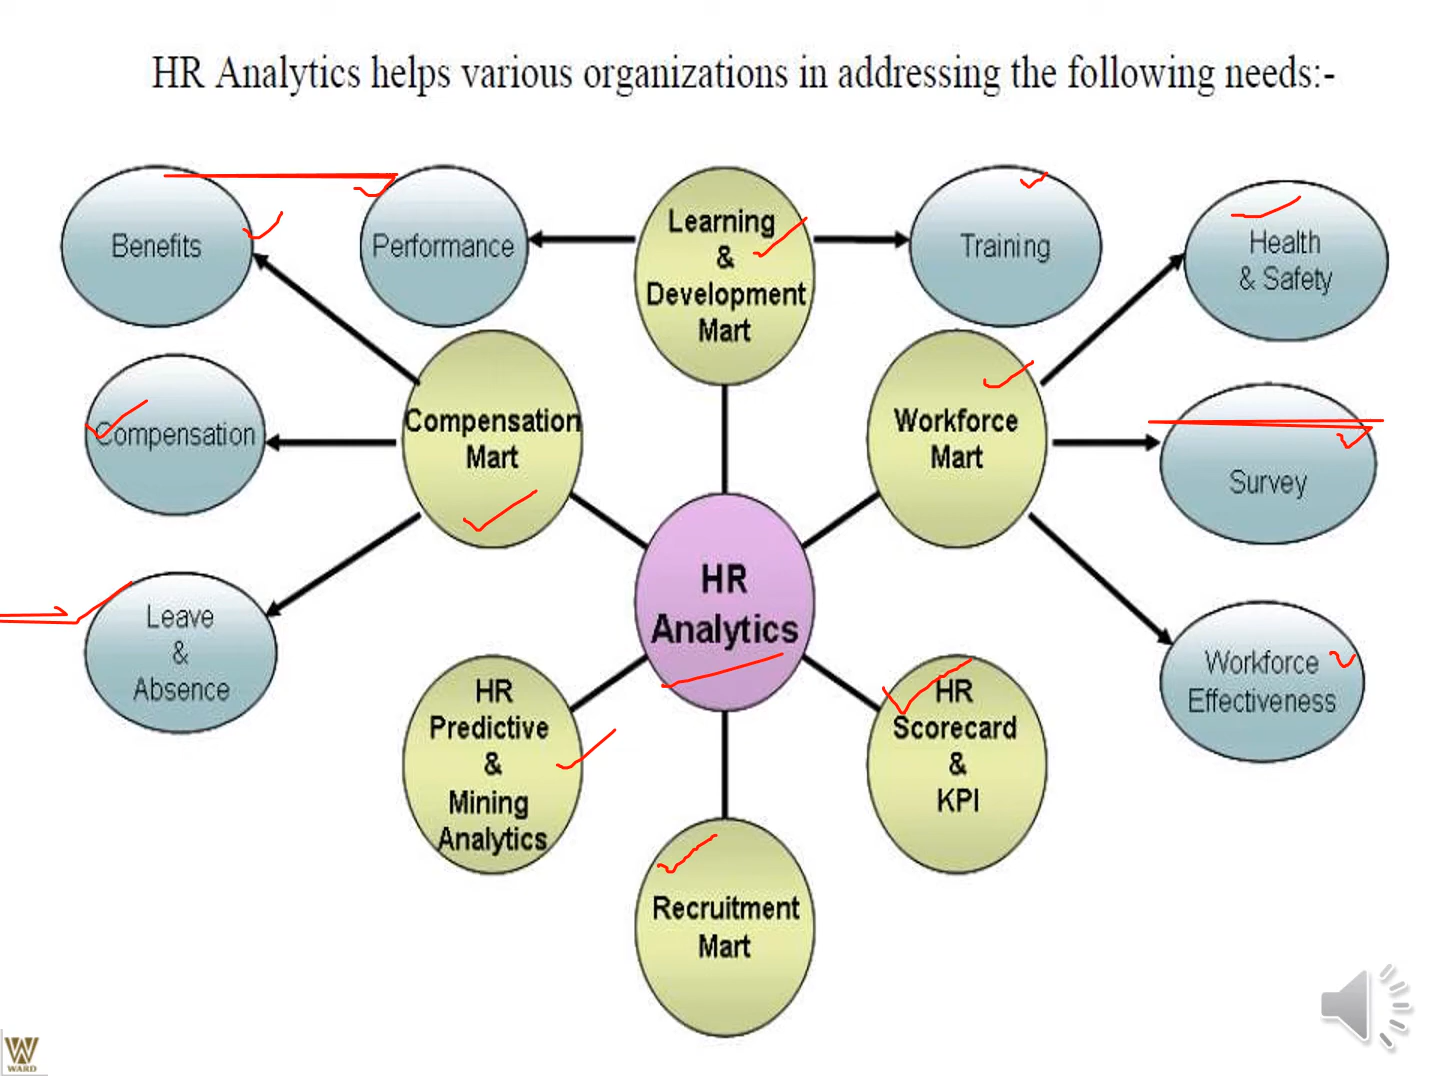 HR Analytics helps various organizations in addressing the following needs:-
Benefits
Performance
Learning
&
Development
Mart
Training
Health
& Safety
Compensation
Compensation
Mart
Workforce
Mart
Survey
Leave
&
Absence
HR
Analytics
Workforce
Effectiveness
HR
Predictive
&
Mining
Analytics
HR
Scorecard
&
KPI
Recruitment
Mart
WARD